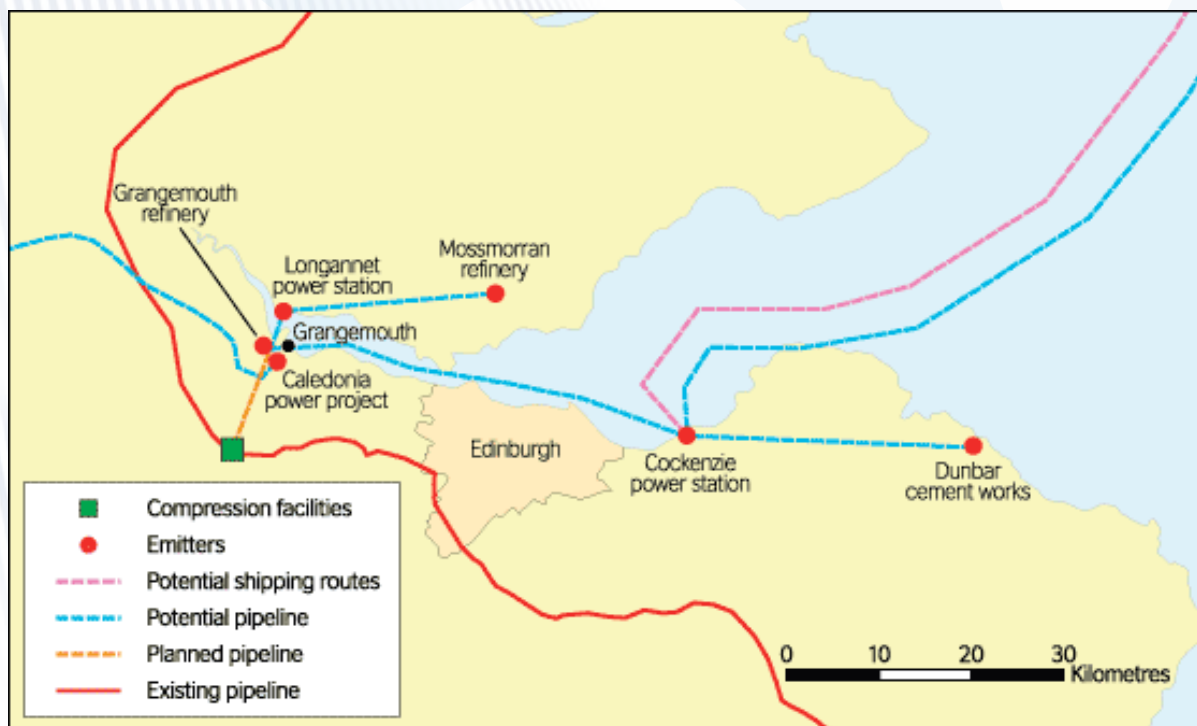 Grangemouth
refinery
Longannet
power station
Mossmorran
refinery
Grangemouth
Caledonia
power project
Edinburgh
Cockenzie
power station
Dunbar
cement works
Compression facilities
Emitters
Potential shipping routes
Potential pipeline
Planned pipeline
Existing pipeline
0 10 20 30
Kilometres